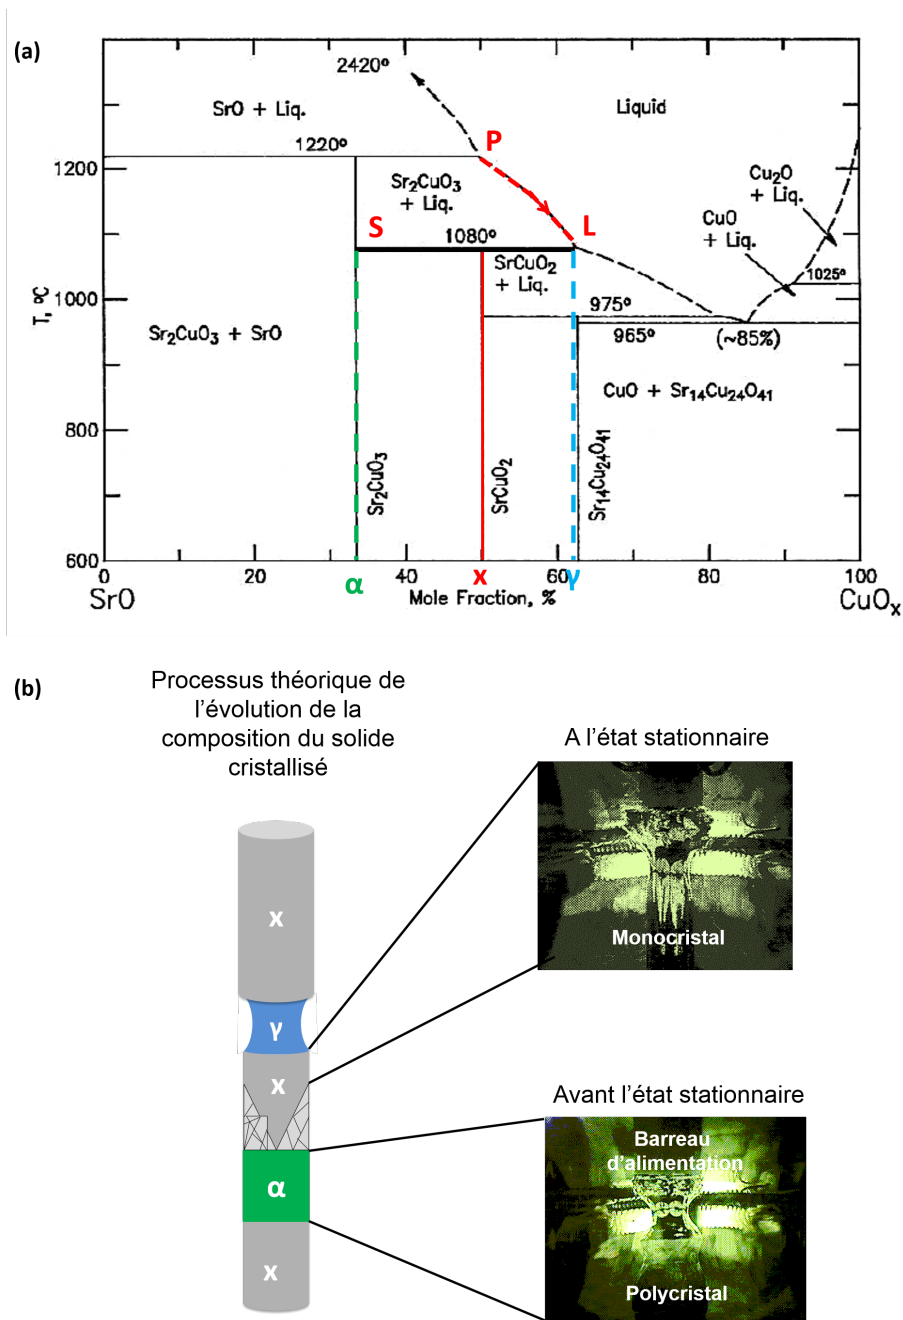 (a)
2420°
SrO + Liq.
Liquid
1220°
P
1200
Sr₂CuO₃
+ Liq.
Cu₂O
+ Liq.
CuO
+ Liq.
S
1080°
L
SrCuO₂
+ Liq.
1025°
1000
T, °C
975°
965°
(~85%)
Sr₂CuO₃ + SrO
CuO + Sr₁₄Cu₂₄O₄₁
800
Sr₂CuO₃
SrCuO₂
Sr₁₄Cu₂₄O₄₁
600
0
20
40
60
80
100
α
x
γ
SrO
Mole Fraction, %
CuOₓ
(b)
Processus théorique de
l'évolution de la
composition du solide
cristallisé
A l'état stationnaire
x
Monocristal
γ
x
Avant l'état stationnaire
Barreau
d'alimentation
α
x
Polycristal